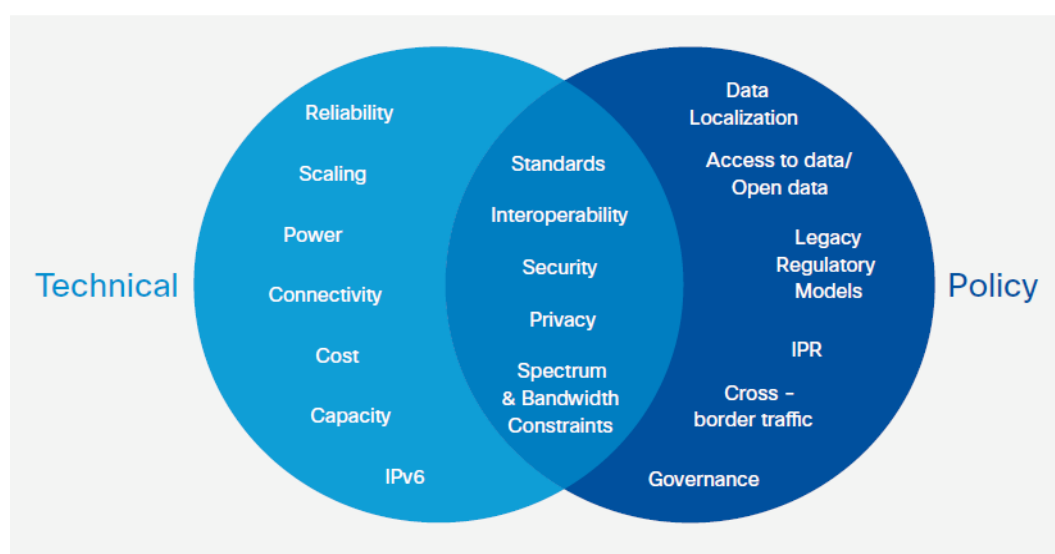 Technical
Reliability
Scaling
Power
Connectivity
Cost
Capacity
IPv6
Standards
Interoperability
Security
Privacy
Spectrum
& Bandwidth
Constraints
Data
Localization
Access to data/
Open data
Legacy
Regulatory
Models
IPR
Cross –
border traffic
Governance
Policy